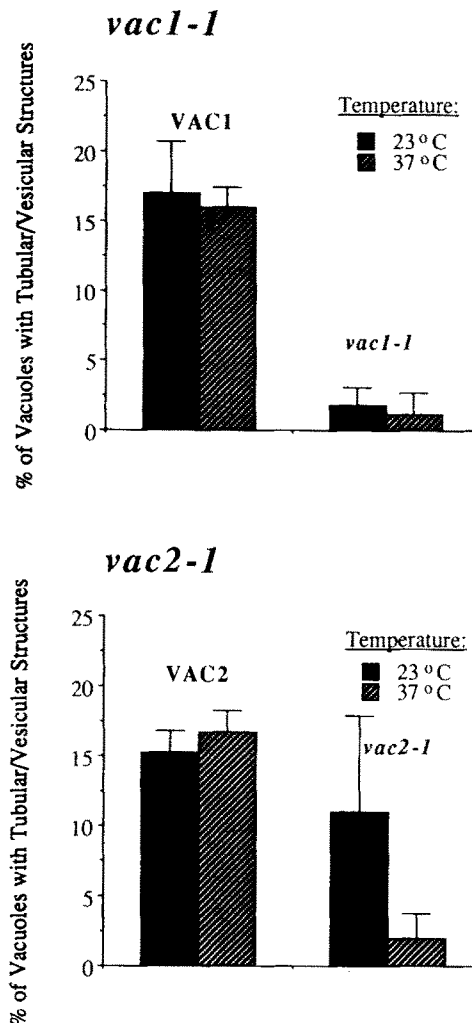 vac1-1
% of Vacuoles with Tubular/Vesicular Structures
25
20
15
10
5
0
VAC1
Temperature:
23°C
37°C
vac1-1
vac2-1
% of Vacuoles with Tubular/Vesicular Structures
25
20
15
10
5
0
VAC2
Temperature:
23°C
37°C
vac2-1